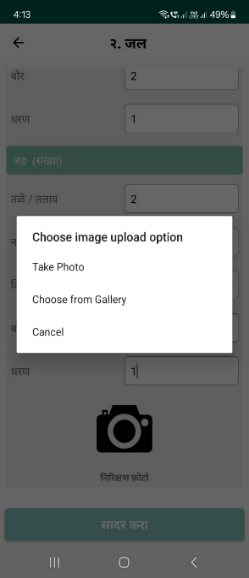 4:13 49%
२. जल
बोर 2
धरण 1
जड (संख्या)
तळे / तलाव 2
Choose image upload option
Take Photo
Choose from Gallery
Cancel
धरण 1
निरिक्षण फ़ोटो
सादर करा